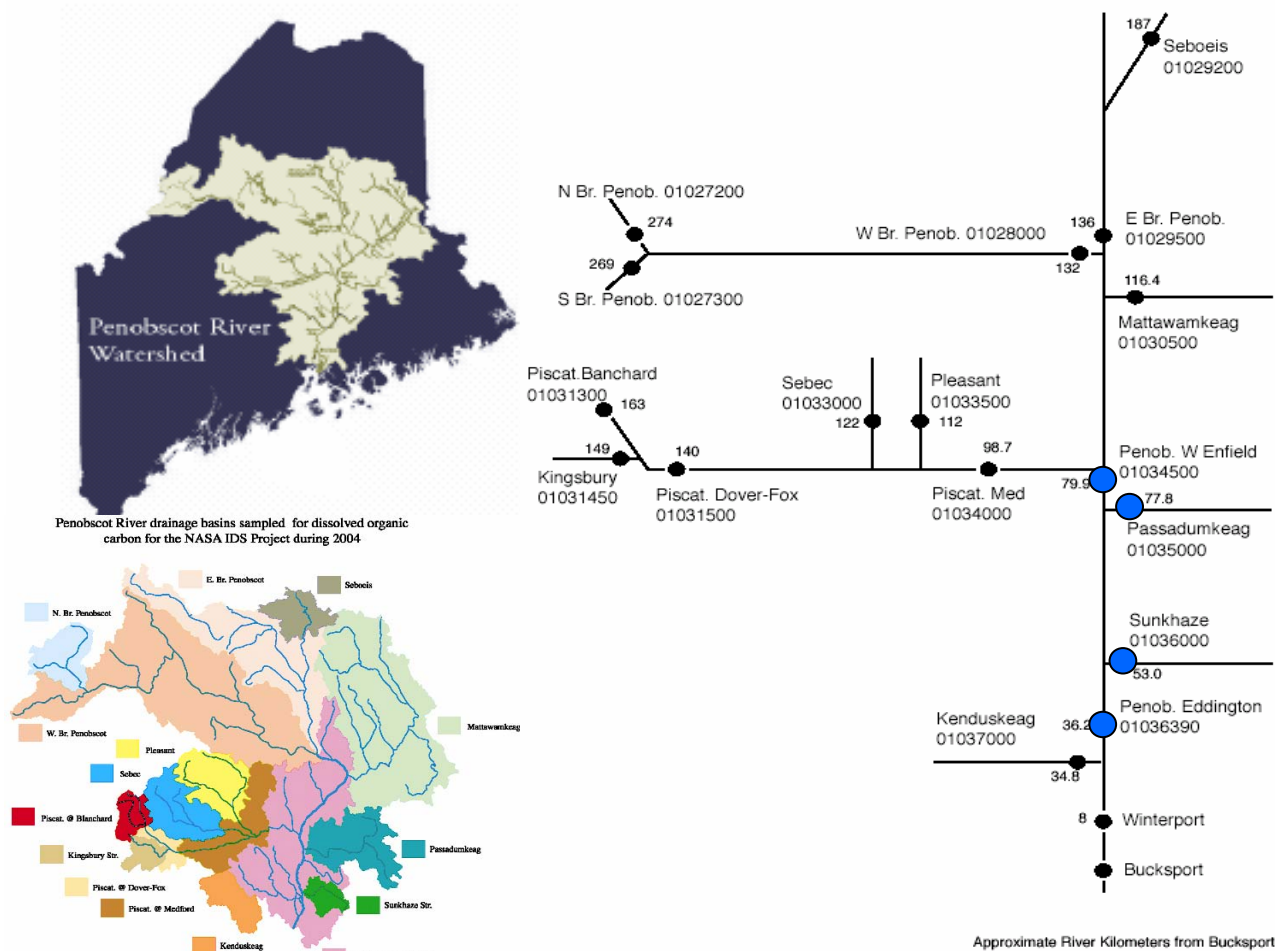 Penobscot River
Watershed
Penobscot River drainage basins sampled for dissolved organic
carbon for the NASA IDS Project during 2004
E. Br. Penobscot
Seboeis
N. Br. Penobscot
W. Br. Penobscot
Mattawamkeag
Pleasant
Sebec
Piscat. @ Blanchard
Kingsbury Str.
Passadumkeag
Piscat. @ Dover-Fox
Piscat. @ Medford
Sunkhaze Str.
Kenduskeag
187
Seboeis
01029200
N Br. Penob. 01027200
274
269
S Br. Penob. 01027300
W Br. Penob. 01028000
132
136
E Br. Penob.
01029500
116.4
Mattawamkeag
01030500
Piscat.Banchard
01031300
163
149
Kingsbury
01031450
140
Piscat. Dover-Fox
01031500
Sebec
01033000
122
Pleasant
01033500
112
98.7
Piscat. Med
01034000
Penob. W Enfield
01034500
79.9
77.8
Passadumkeag
01035000
Sunkhaze
01036000
53.0
Penob. Eddington
01036390
36.2
Kenduskeag
01037000
34.8
8
Winterport
Bucksport
Approximate River Kilometers from Bucksport